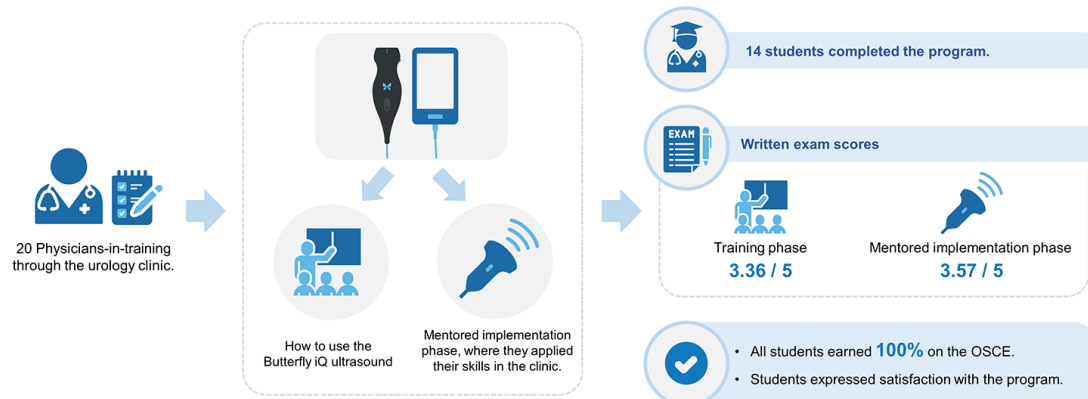 20 Physicians-in-training
through the urology clinic.
How to use the
Butterfly iQ ultrasound
Mentored implementation
phase, where they applied
their skills in the clinic.
14 students completed the program.
EXAM
Written exam scores
Training phase
3.36 / 5
Mentored implementation phase
3.57 / 5
• All students earned 100% on the OSCE.
• Students expressed satisfaction with the program.